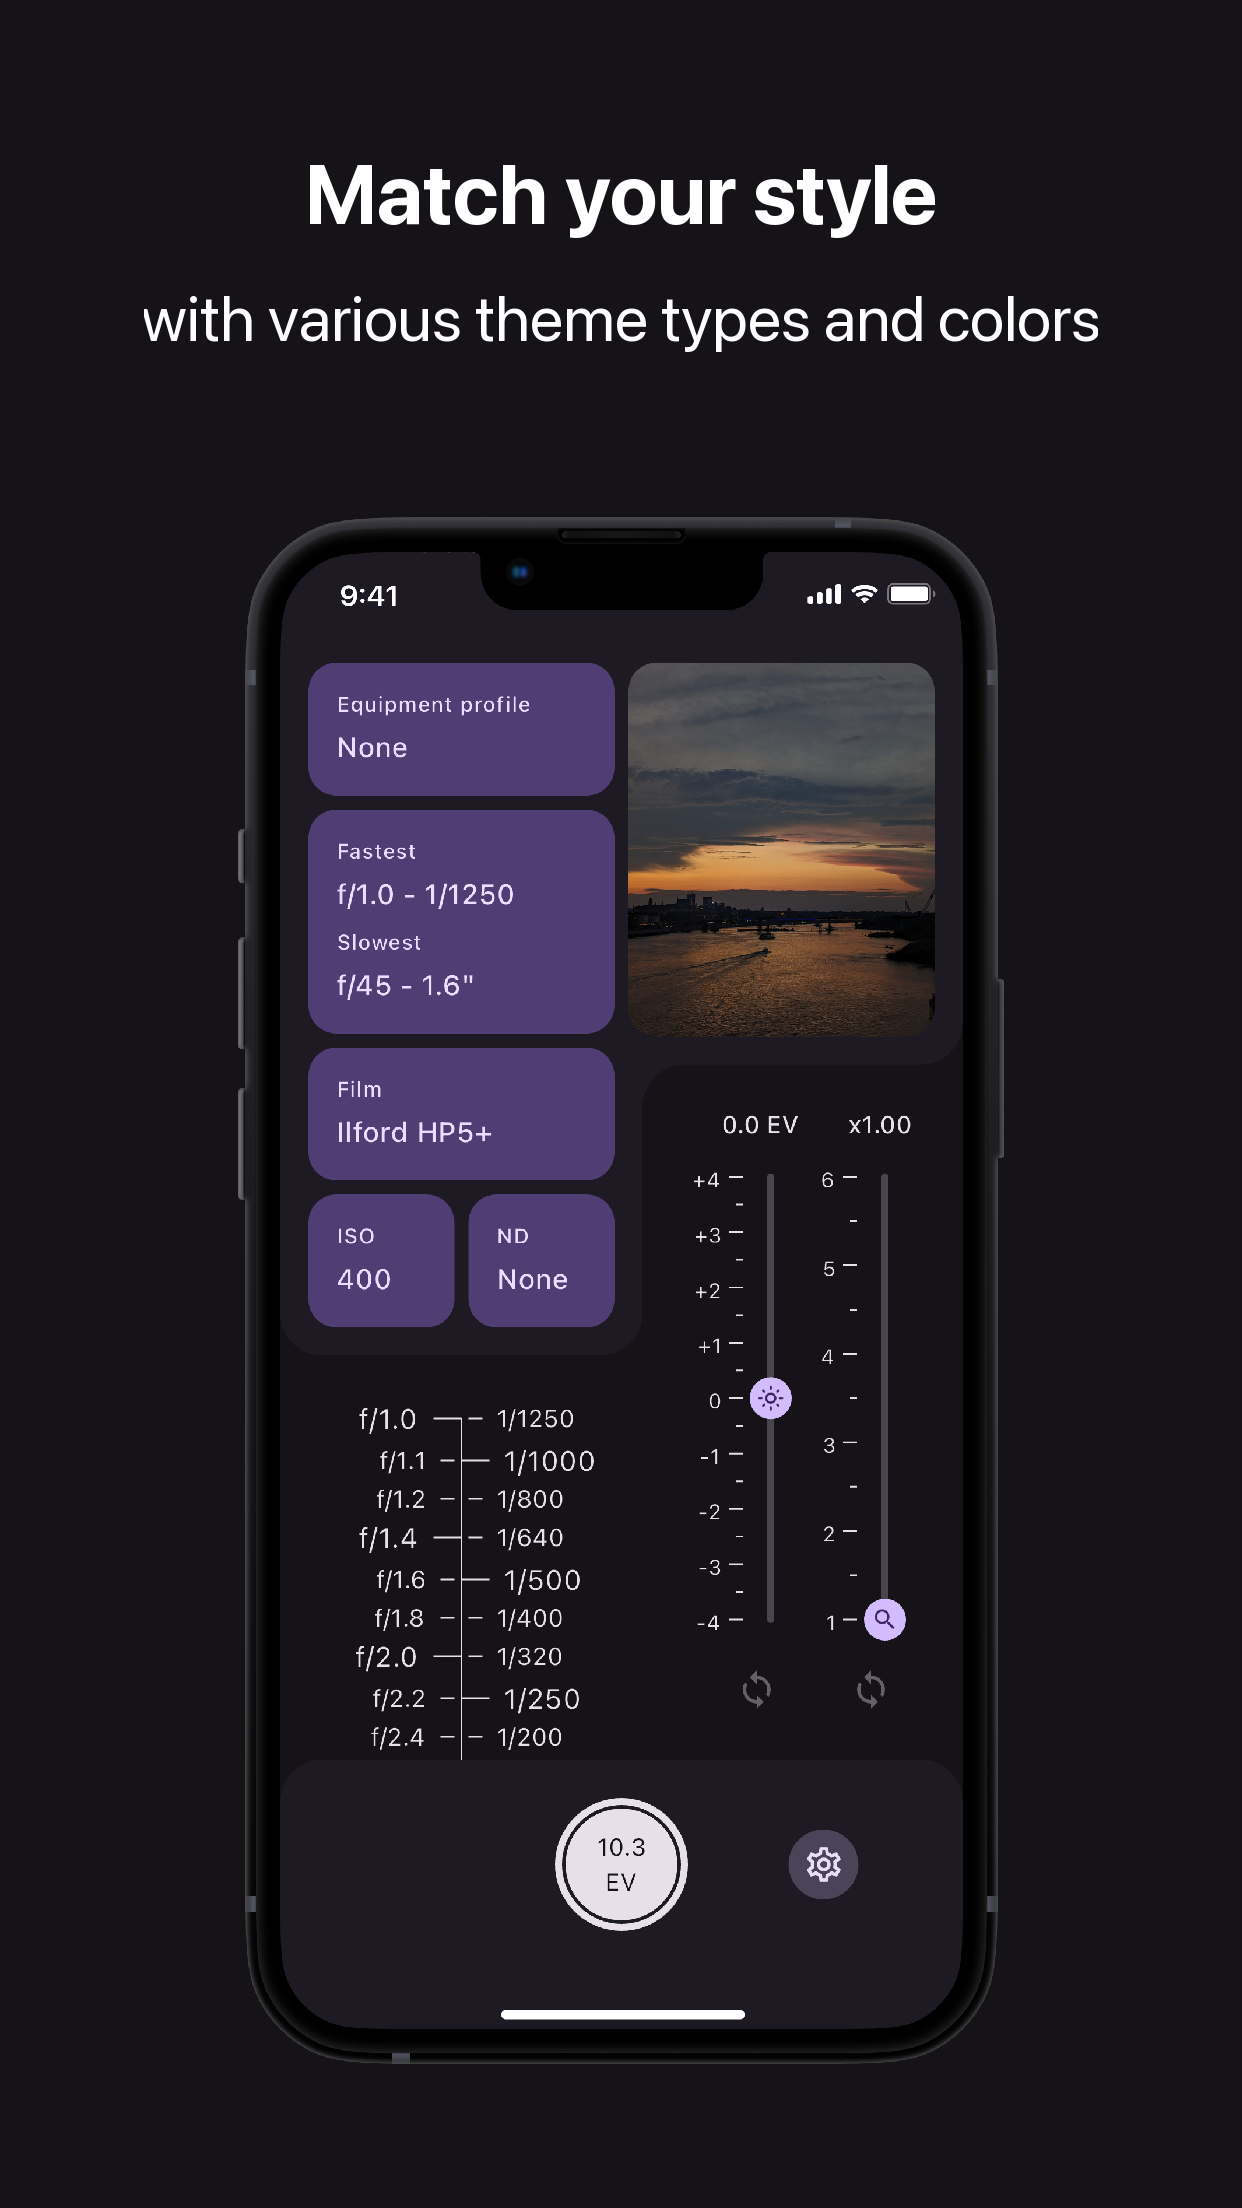 Match your style
with various theme types and colors
9:41
Equipment profile
None
Fastest
f/1.0 - 1/1250
Slowest
f/45 - 1.6"
Film
Ilford HP5+
ISO
400
ND
None
0.0 EV
x1.00
+4
+3
+2
+1
0
-1
-2
-3
-4
6
5
4
3
2
1
f/1.0 1/1250
f/1.1 1/1000
f/1.2 1/800
f/1.4 1/640
f/1.6 1/500
f/1.8 1/400
f/2.0 1/320
f/2.2 1/250
f/2.4 1/200
10.3
EV